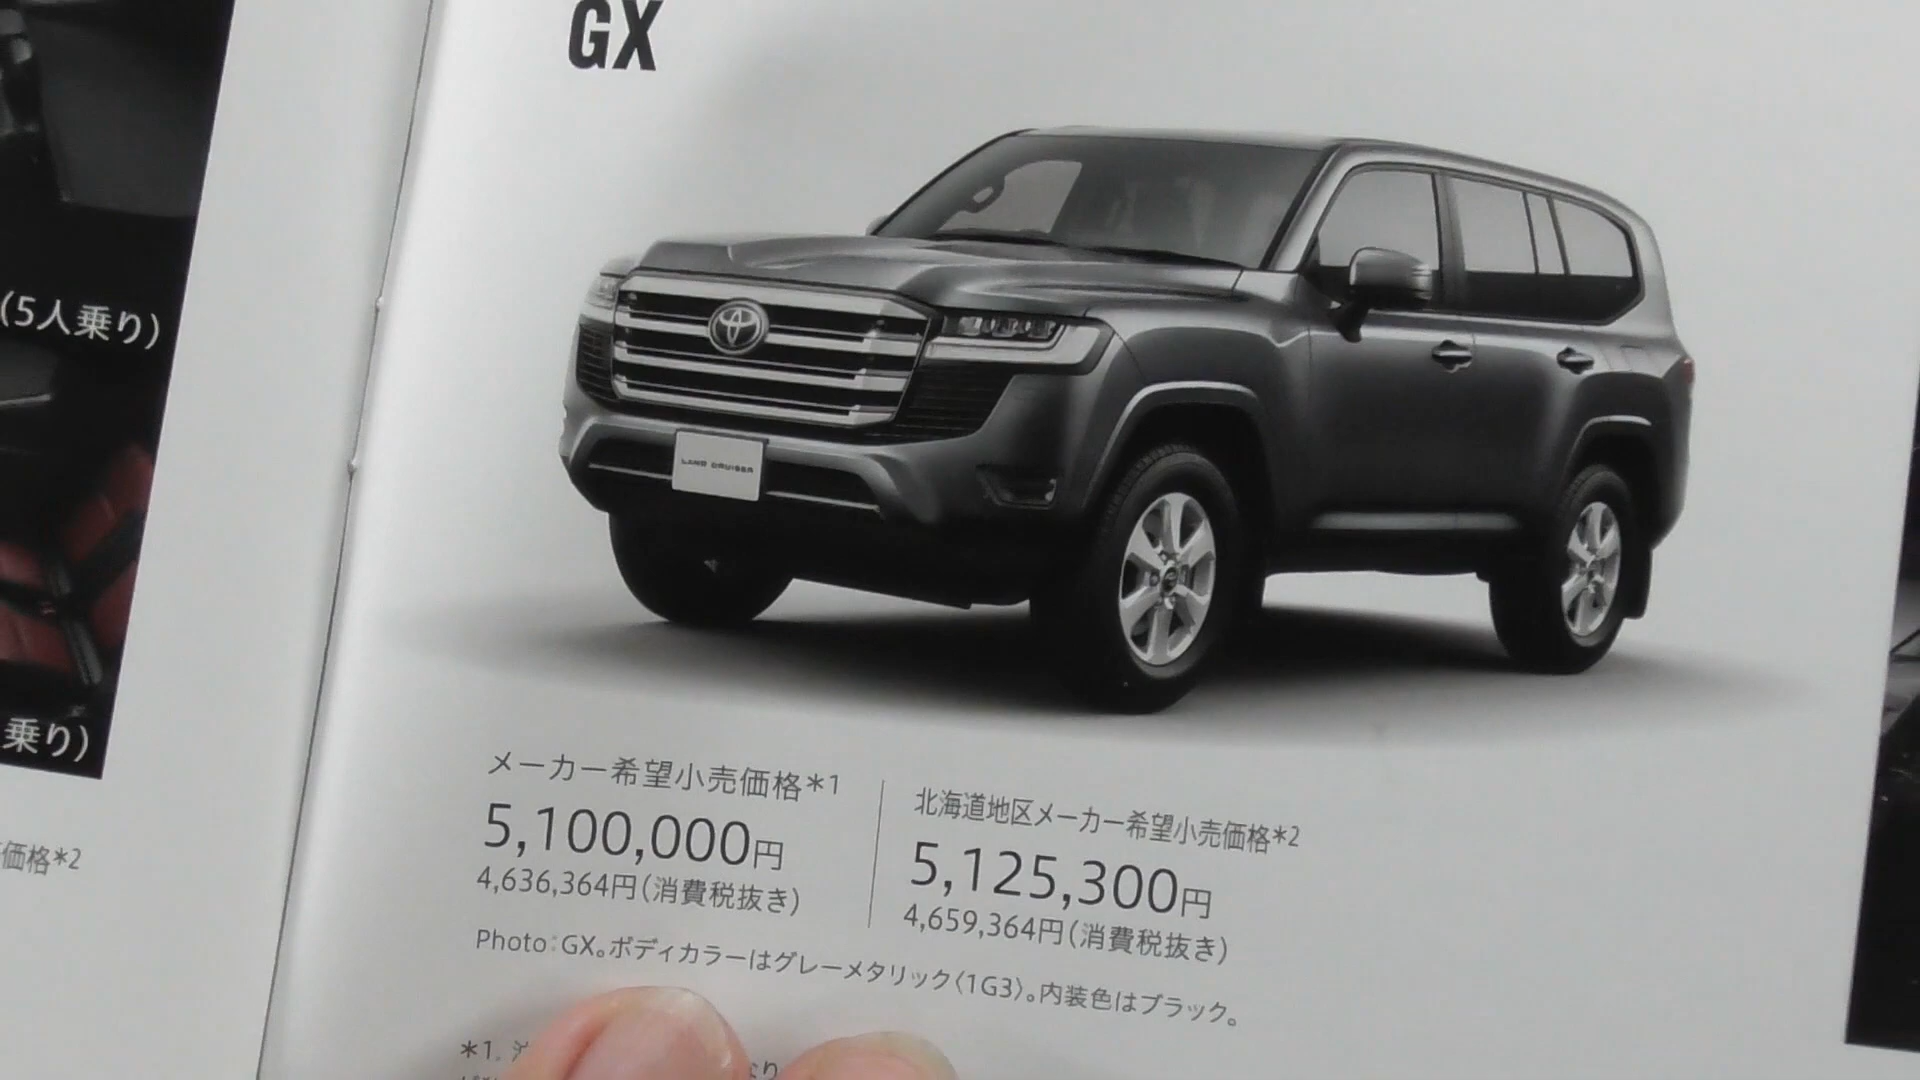 GX
(5人乗り)
乗り)
価格*2
LAND CRUISER
メーカー希望小売価格*1
5,100,000円
4,636,364円(消費税抜き)
北海道地区メーカー希望小売価格*2
5,125,300円
4,659,364円(消費税抜き)
Photo:GX。ボディカラーはグレーメタリック〈1G3〉。内装色はブラック。
*1.